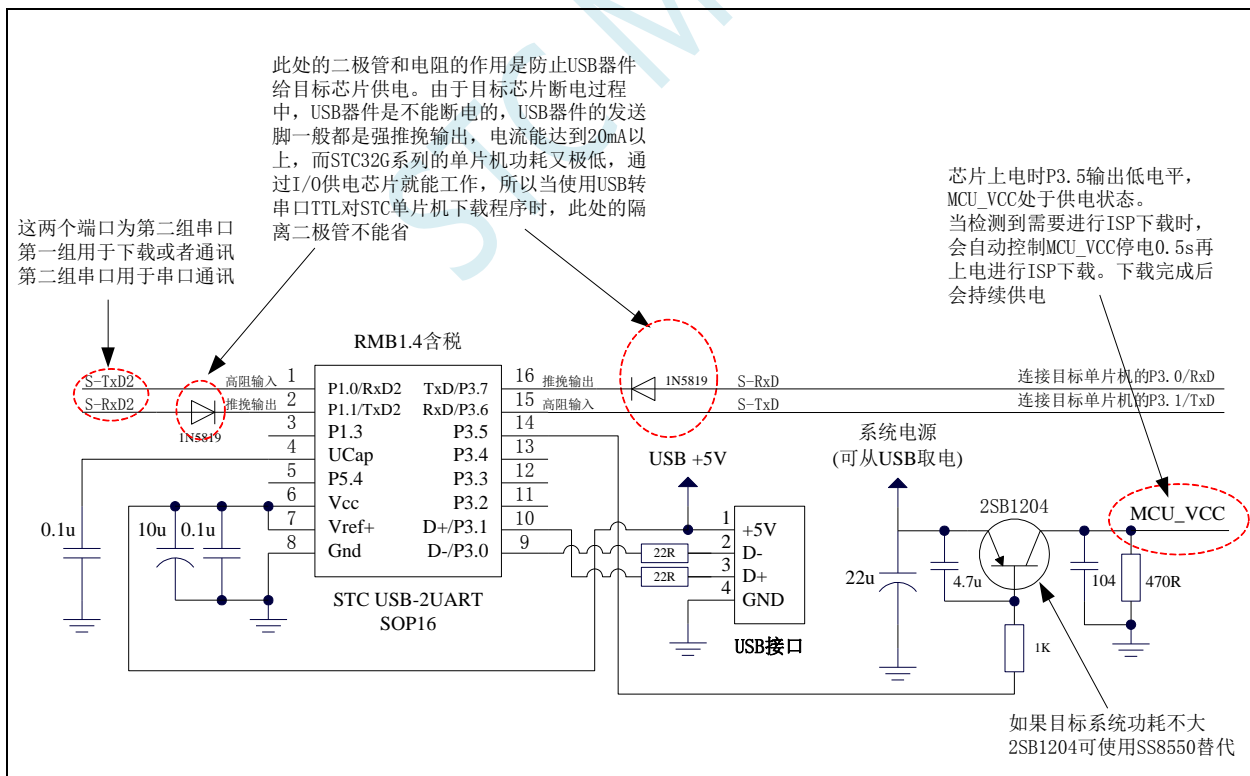 STC M
此处的二极管和电阻的作用是防止USB器件
给目标芯片供电。由于目标芯片断电过程
中，USB器件是不能断电的，USB器件的发送
脚一般都是强推挽输出，电流能达到20mA以
上，而STC32G系列的单片机功耗又极低，通
过I/O供电芯片就能工作，所以当使用USB转
串口TTL对STC单片机下载程序时，此处的隔
离二极管不能省
芯片上电时P3.5输出低电平，
MCU_VCC处于供电状态。
当检测到需要进行ISP下载时，
会自动控制MCU_VCC停电0.5s再
上电进行ISP下载。下载完成后
会持续供电
这两个端口为第二组串口
第一组用于下载或者通讯
第二组串口用于串口通讯
RMB1.4含税
S-TxD2
高阻输入
1
P1.0/RxD2
TxD/P3.7
16
推挽输出
1N5819
S-RxD
连接目标单片机的P3.0/RxD
S-RxD2
1N5819
推挽输出
2
P1.1/TxD2
RxD/P3.6
15
高阻输入
S-TxD
连接目标单片机的P3.1/TxD
3
P1.3
P3.5
14
4
UCap
P3.4
13
5
P5.4
P3.3
12
6
Vcc
P3.2
11
7
Vref+
D+/P3.1
10
8
Gnd
D-/P3.0
9
0.1u
10u
0.1u
STC USB-2UART
SOP16
USB +5V
22R
22R
1
+5V
2
D-
3
D+
4
GND
USB接口
系统电源
(可从USB取电)
2SB1204
MCU_VCC
22u
4.7u
104
470R
1K
如果目标系统功耗不大
2SB1204可使用SS8550替代